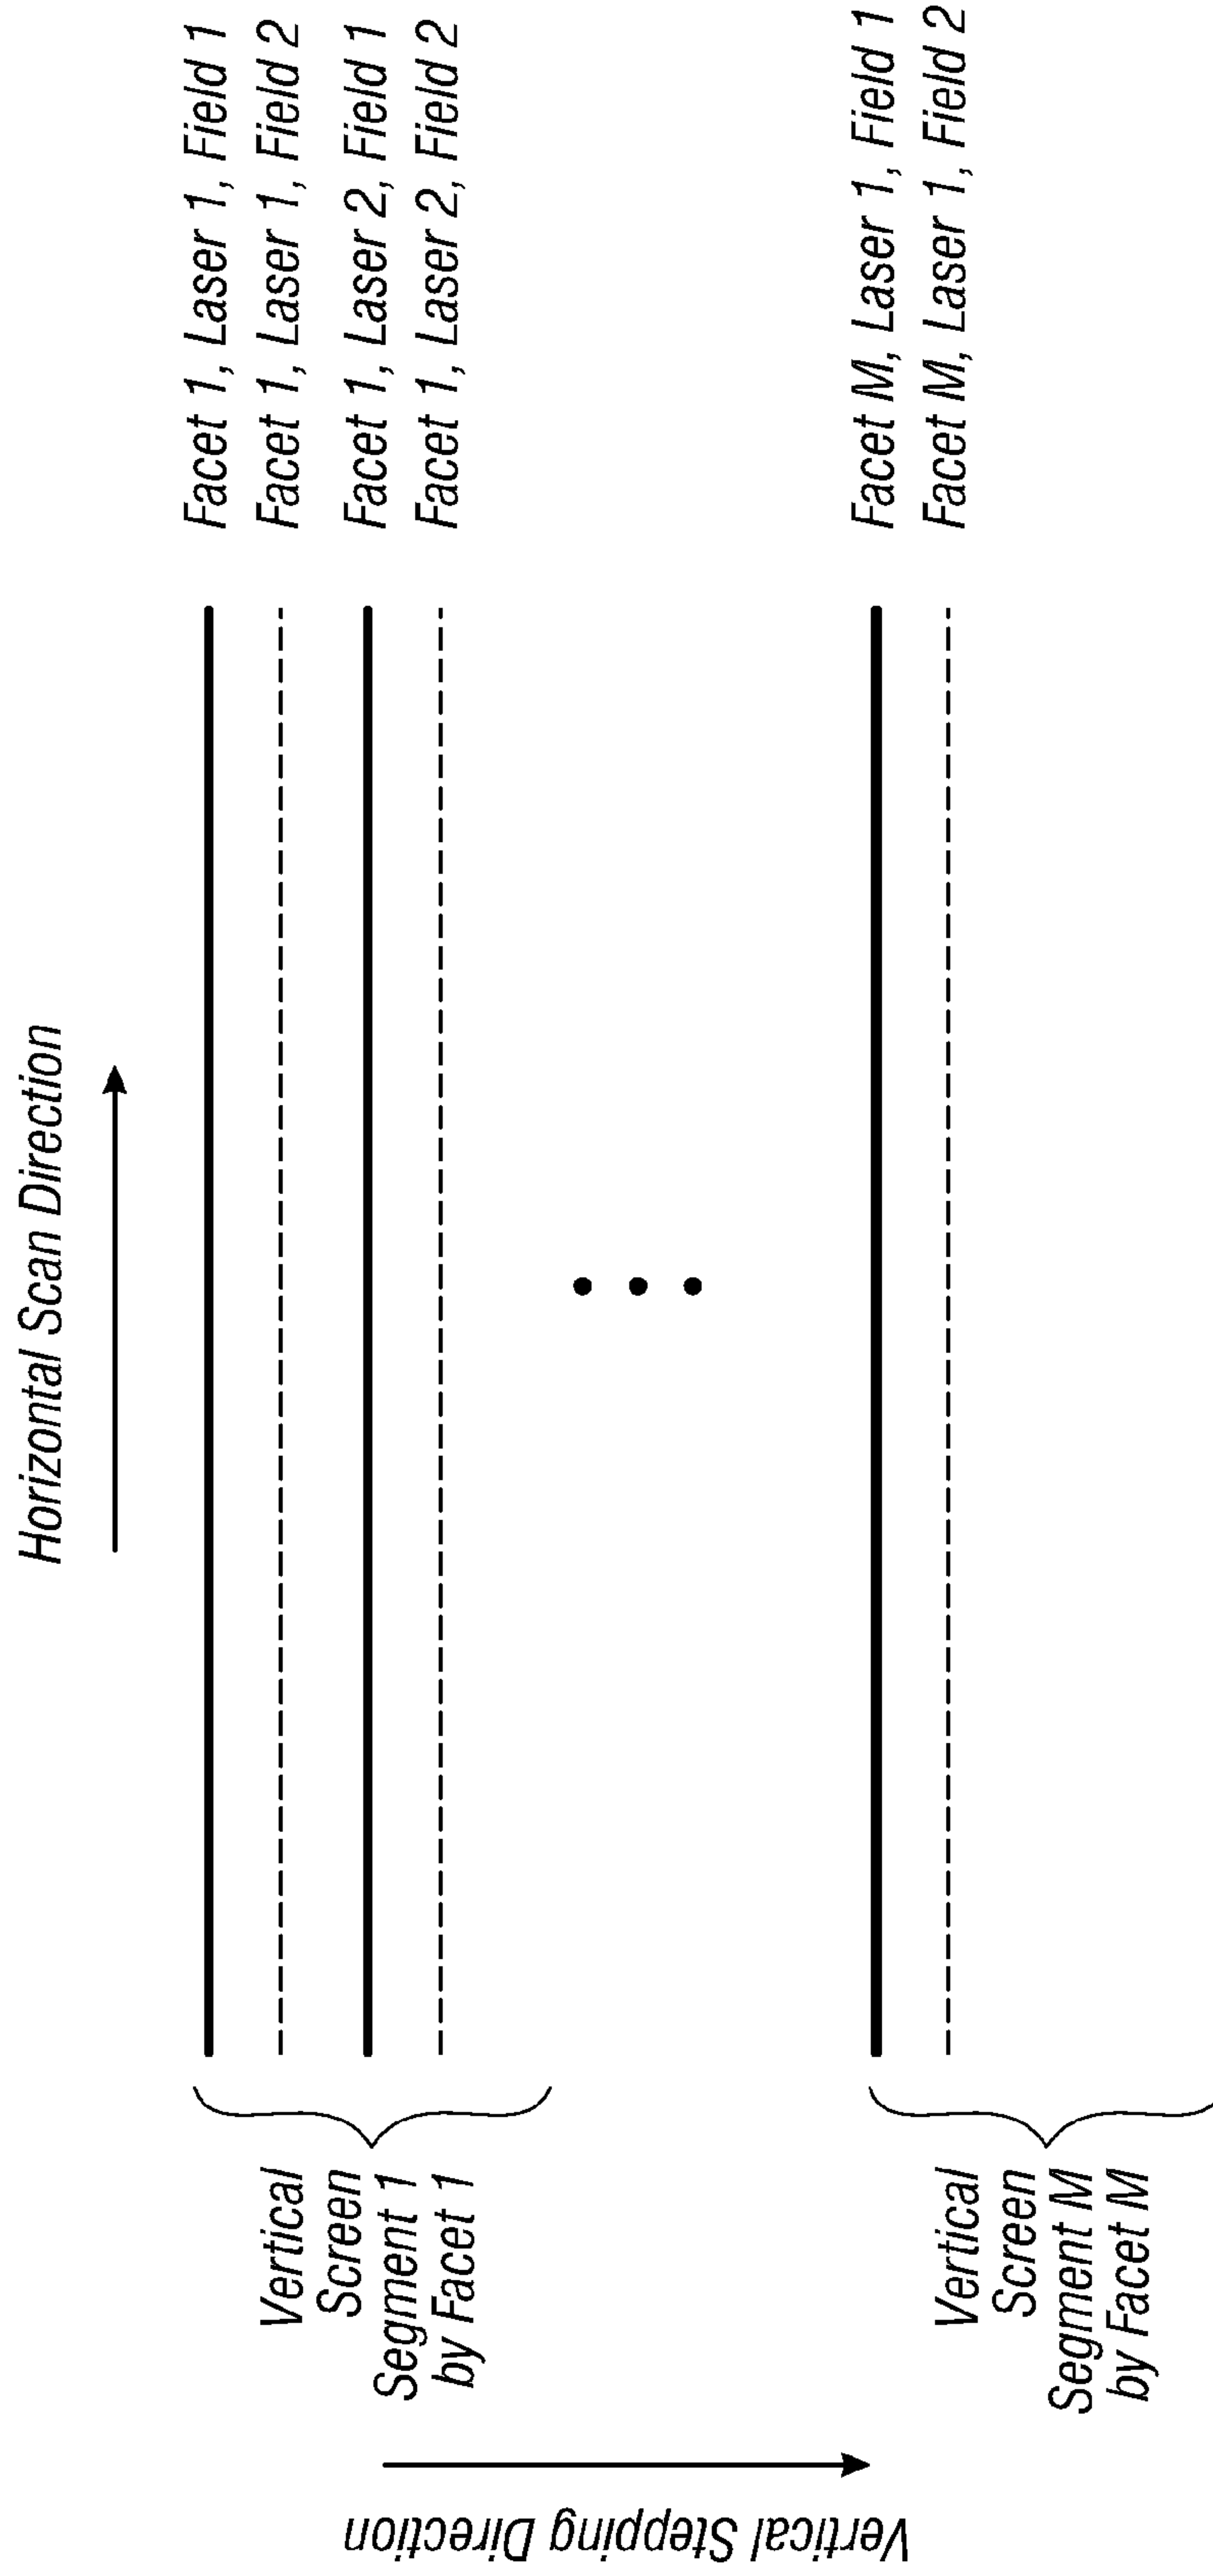 Horizontal Scan Direction
Facet 1, Laser 1, Field 1
Facet 1, Laser 1, Field 2
Facet 1, Laser 2, Field 1
Facet 1, Laser 2, Field 2
Vertical
Screen
Segment 1
by Facet 1
Facet M, Laser 1, Field 1
Facet M, Laser 1, Field 2
Vertical
Screen
Segment M
by Facet M
Vertical Stepping Direction